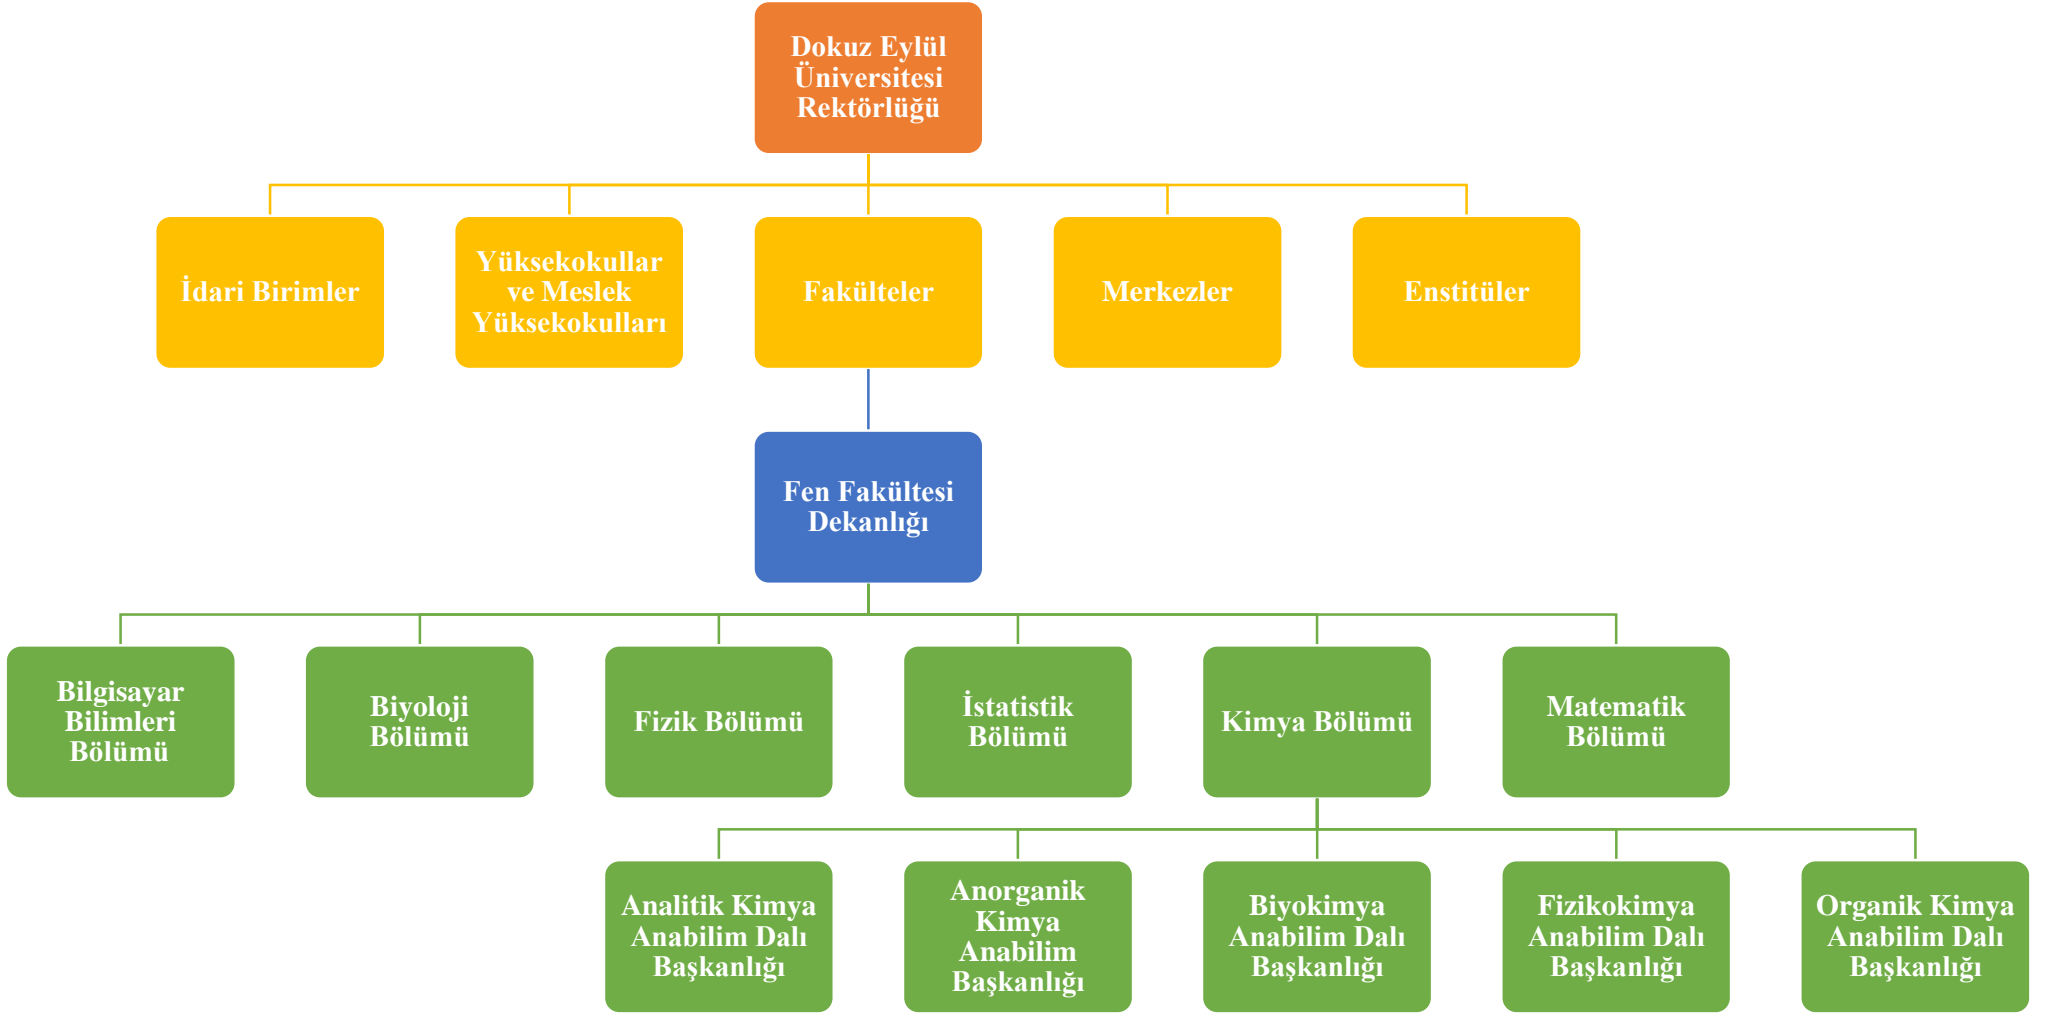 Dokuz Eylül
Üniversitesi
Rektörlüğü
İdari Birimler
Yüksekokullar
ve Meslek
Yüksekokulları
Fakülteler
Merkezler
Enstitüler
Fen Fakültesi
Dekanlığı
Bilgisayar
Bilimleri
Bölümü
Biyoloji
Bölümü
Fizik Bölümü
İstatistik
Bölümü
Kimya Bölümü
Matematik
Bölümü
Analitik Kimya
Anabilim Dalı
Başkanlığı
Anorganik
Kimya
Anabilim
Başkanlığı
Biyokimya
Anabilim Dalı
Başkanlığı
Fizikokimya
Anabilim Dalı
Başkanlığı
Organik Kimya
Anabilim Dalı
Başkanlığı